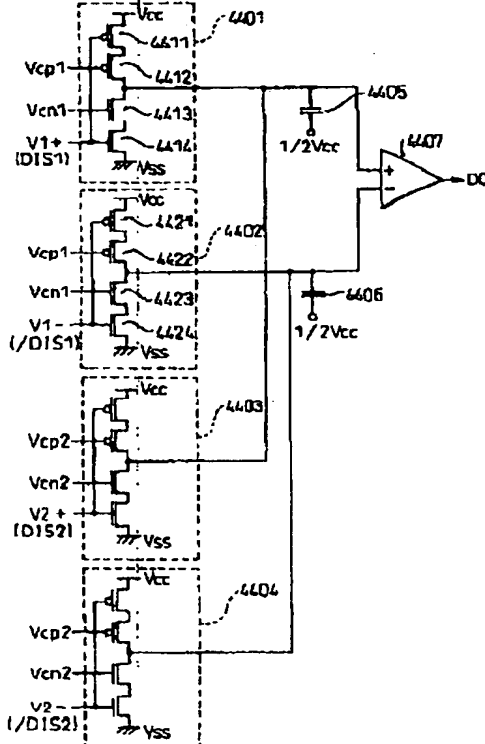 Vcc
4401
4411
Vcp1
4412
Vcn1
4413
V1+
(DIS1)
4414
VSS
4405
1/2Vcc
4407
+
-
DQ
Vcc
4421
4402
Vcp1
4422
Vcn1
4423
V1-
(/DIS1)
4424
VSS
4406
1/2Vcc
Vcc
4403
Vcp2
Vcn2
V2+
(DIS2)
VSS
Vcc
4404
Vcp2
Vcn2
V2-
(/DIS2)
VSS